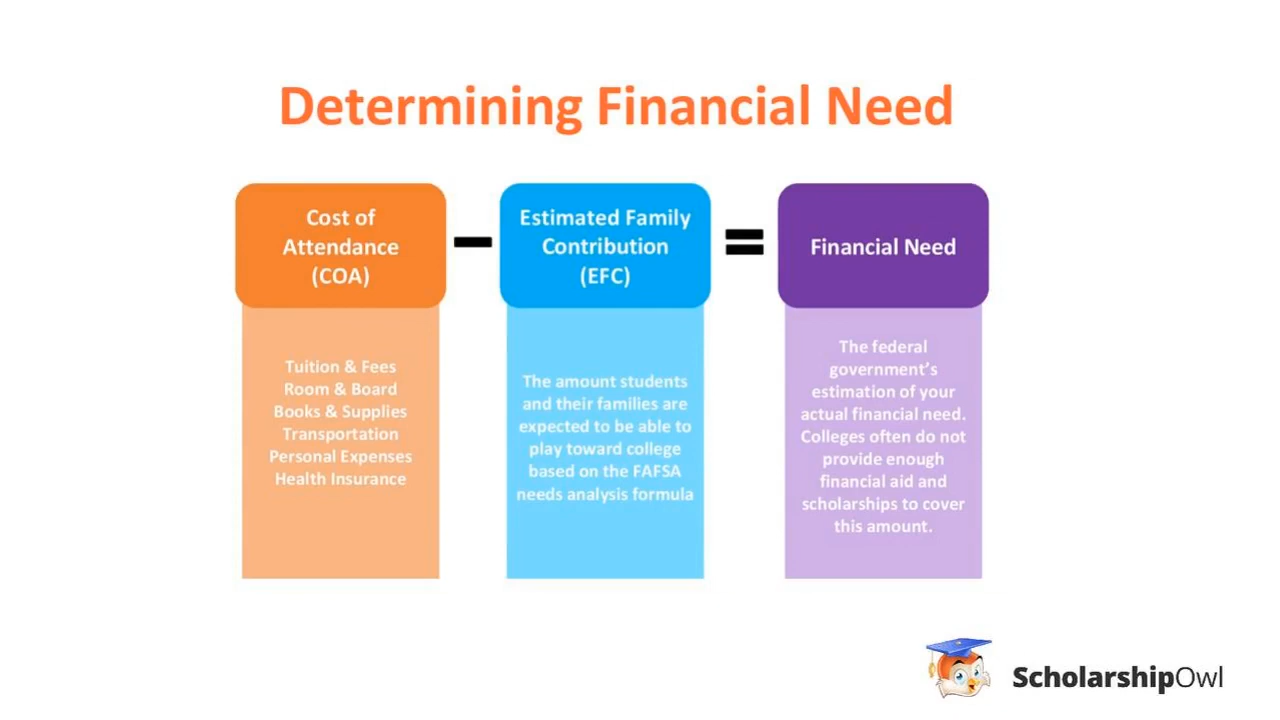 Determining Financial Need
Cost of
Attendance
(COA)
Estimated Family
Contribution
(EFC)
Financial Need
Tuition & Fees
Room & Board
Books & Supplies
Transportation
Personal Expenses
Health Insurance
The amount students
and their families are
expected to be able to
play toward college
based on the FAFSA
needs analysis formula
The federal
government’s
estimation of your
actual financial need.
Colleges often do not
provide enough
financial aid and
scholarships to cover
this amount.
ScholarshipOwl